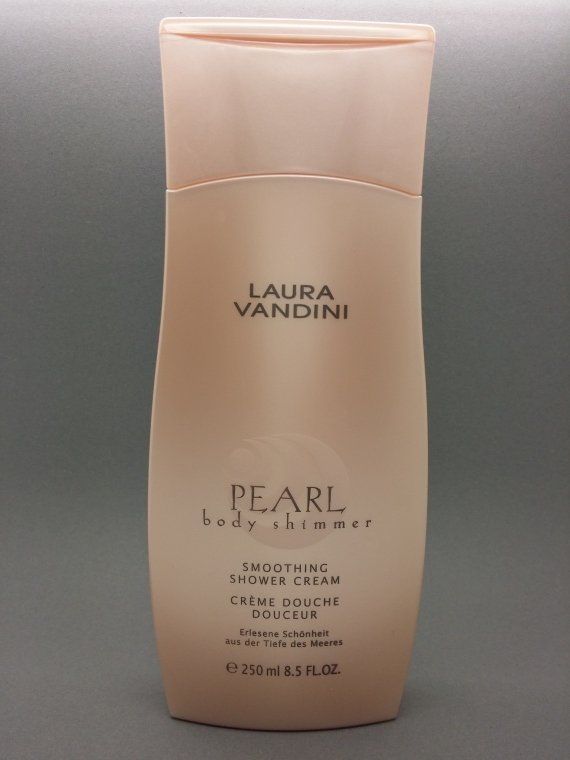 LAURA
VANDINI
PEARL
body shimmer
SMOOTHING
SHOWER CREAM
CRÈME DOUCHE
DOUCEUR
Erlesene Schönheit
aus der Tiefe des Meeres
℮ 250 ml 8.5 FL.OZ.